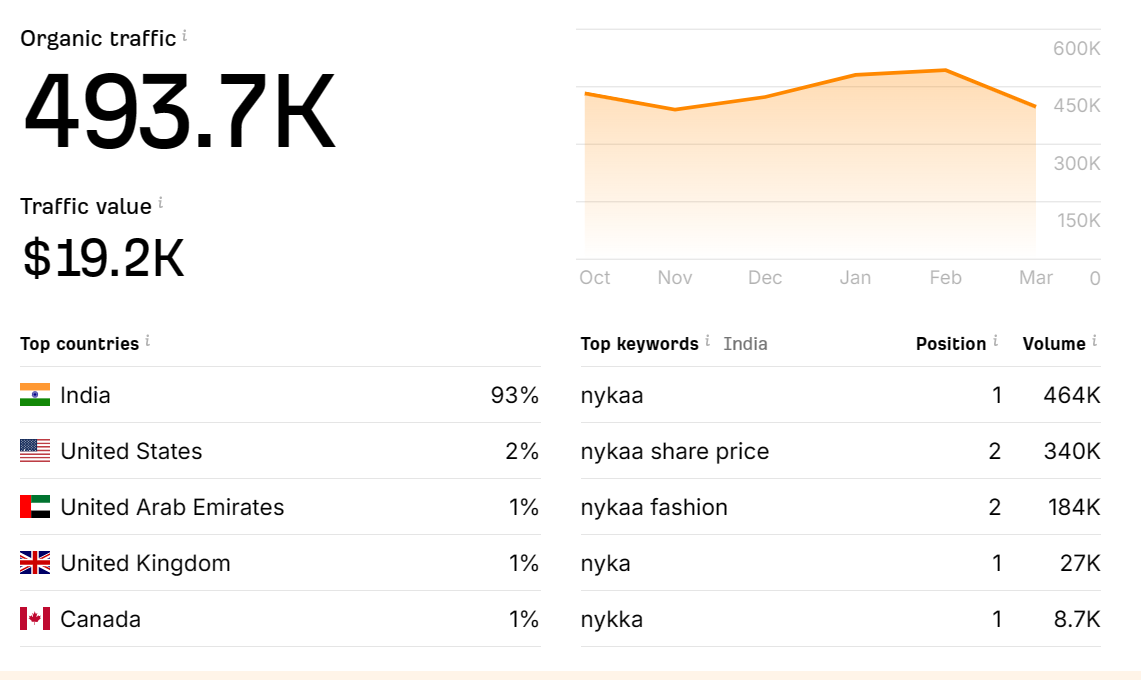 Organic traffic i
493.7K
Traffic value i
$19.2K
600K
450K
300K
150K
Oct Nov Dec Jan Feb Mar 0
Top countries i
India 93%
United States 2%
United Arab Emirates 1%
United Kingdom 1%
Canada 1%
Top keywords i India Position i Volume i
nykaa 1 464K
nykaa share price 2 340K
nykaa fashion 2 184K
nyka 1 27K
nykka 1 8.7K